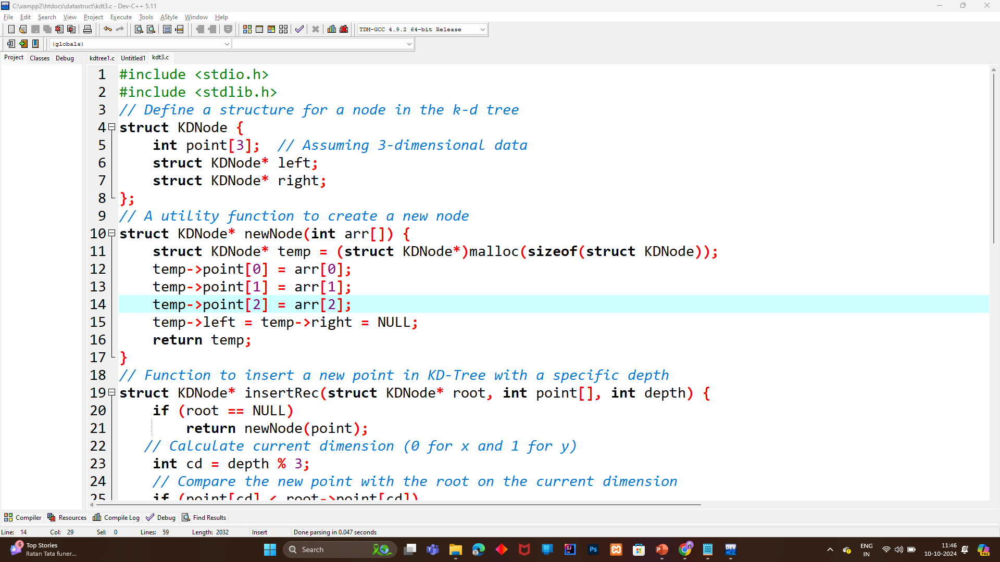 C:\xampp2\htdocs\datastruct\kdt3.c - Dev-C++ 5.11
File Edit Search View Project Execute Tools AStyle Window Help
TDM-GCC 4.9.2 64-bit Release
(globals)
Project Classes Debug kdtree1.c Untitled1 kdt3.c
1 #include <stdio.h>
2 #include <stdlib.h>
3 // Define a structure for a node in the k-d tree
4 struct KDNode {
5 int point[3]; // Assuming 3-dimensional data
6 struct KDNode* left;
7 struct KDNode* right;
8 };
9 // A utility function to create a new node
10 struct KDNode* newNode(int arr[]) {
11 struct KDNode* temp = (struct KDNode*)malloc(sizeof(struct KDNode));
12 temp->point[0] = arr[0];
13 temp->point[1] = arr[1];
14 temp->point[2] = arr[2];
15 temp->left = temp->right = NULL;
16 return temp;
17 }
18 // Function to insert a new point in KD-Tree with a specific depth
19 struct KDNode* insertRec(struct KDNode* root, int point[], int depth) {
20 if (root == NULL)
21 return newNode(point);
22 // Calculate current dimension (0 for x and 1 for y)
23 int cd = depth % 3;
24 // Compare the new point with the root on the current dimension
25 if (point[cd] < root->point[cd])
Compiler Resources Compile Log Debug Find Results
Line: 14 Col: 29 Sel: 0 Lines: 59 Length: 2032 Insert Done parsing in 0.047 seconds
6 Top Stories
Ratan Tata funer...
Search
ENG
IN
11:46
10-10-2024